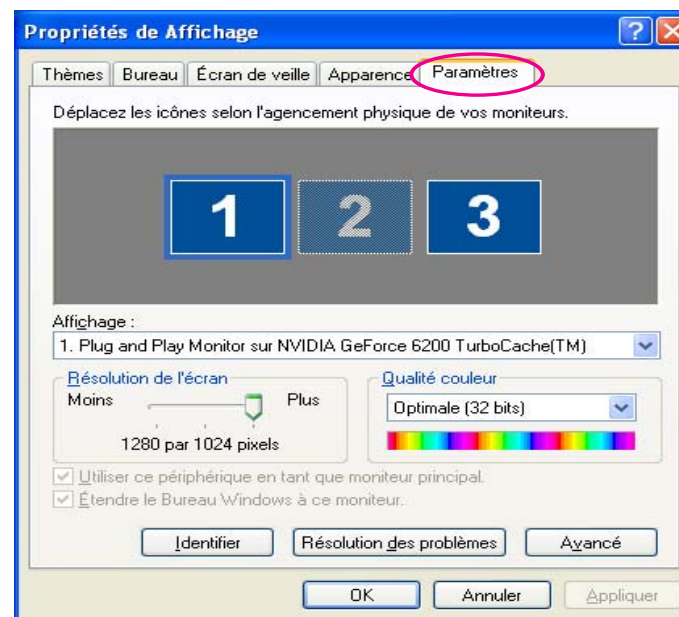 Propriétés de Affichage
Thèmes Bureau Écran de veille Apparence Paramètres
Déplacez les icônes selon l'agencement physique de vos moniteurs.
1 2 3
Affichage :
1. Plug and Play Monitor sur NVIDIA GeForce 6200 TurboCache(TM)
Résolution de l'écran Qualité couleur
Moins Plus Optimale (32 bits)
1280 par 1024 pixels
Utiliser ce périphérique en tant que moniteur principal.
Étendre le Bureau Windows à ce moniteur.
Identifier Résolution des problèmes Avancé
OK Annuler Appliquer